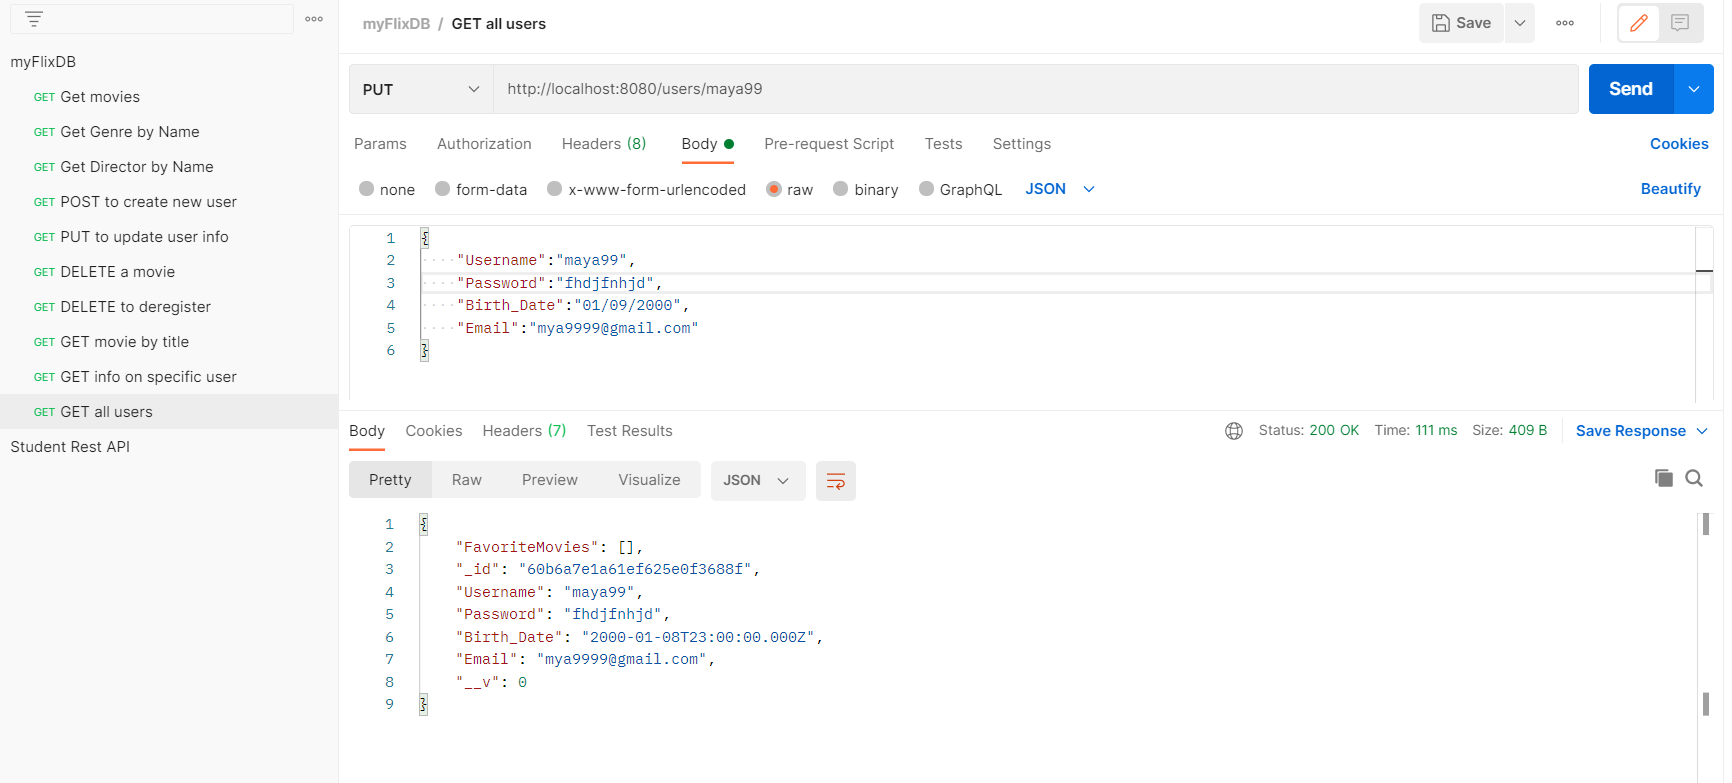 myFlixDB
GET Get movies
GET Get Genre by Name
GET Get Director by Name
GET POST to create new user
GET PUT to update user info
GET DELETE a movie
GET DELETE to deregister
GET GET movie by title
GET GET info on specific user
GET GET all users
Student Rest API
myFlixDB / GET all users
Save
PUT http://localhost:8080/users/maya99 Send
Params Authorization Headers (8) Body Pre-request Script Tests Settings Cookies
none form-data x-www-form-urlencoded raw binary GraphQL JSON Beautify
1 {
2 "Username":"maya99",
3 "Password":"fhdjfnhjd",
4 "Birth_Date":"01/09/2000",
5 "Email":"mya9999@gmail.com"
6 }
Body Cookies Headers (7) Test Results Status: 200 OK Time: 111 ms Size: 409 B Save Response
Pretty Raw Preview Visualize JSON
1 {
2 "FavoriteMovies": [],
3 "_id": "60b6a7e1a61ef625e0f3688f",
4 "Username": "maya99",
5 "Password": "fhdjfnhjd",
6 "Birth_Date": "2000-01-08T23:00:00.000Z",
7 "Email": "mya9999@gmail.com",
8 "__v": 0
9 }